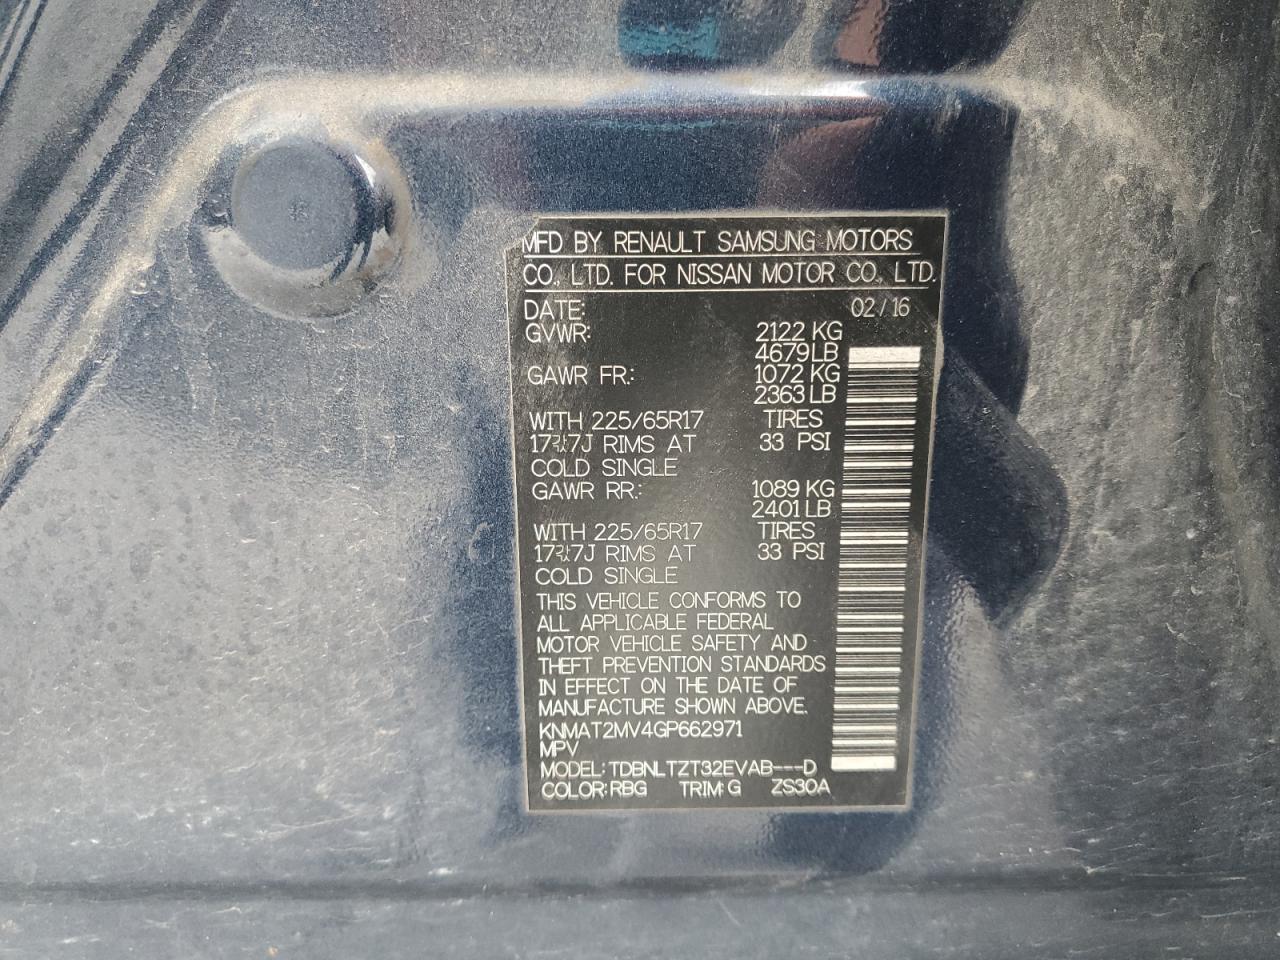 MFD BY RENAULT SAMSUNG MOTORS
CO., LTD. FOR NISSAN MOTOR CO., LTD.
DATE: 02/16
GVWR: 2122 KG
4679 LB
GAWR FR.: 1072 KG
2363 LB
WITH 225/65R17 TIRES
17X7J RIMS AT 33 PSI
COLD SINGLE
GAWR RR.: 1089 KG
2401 LB
WITH 225/65R17 TIRES
17X7J RIMS AT 33 PSI
COLD SINGLE
THIS VEHICLE CONFORMS TO
ALL APPLICABLE FEDERAL
MOTOR VEHICLE SAFETY AND
THEFT PREVENTION STANDARDS
IN EFFECT ON THE DATE OF
MANUFACTURE SHOWN ABOVE.
KNMAT2MV4GP662971
MPV
MODEL: TDBNLTZT32EVAB---D
COLOR: RBG TRIM: G ZS30A